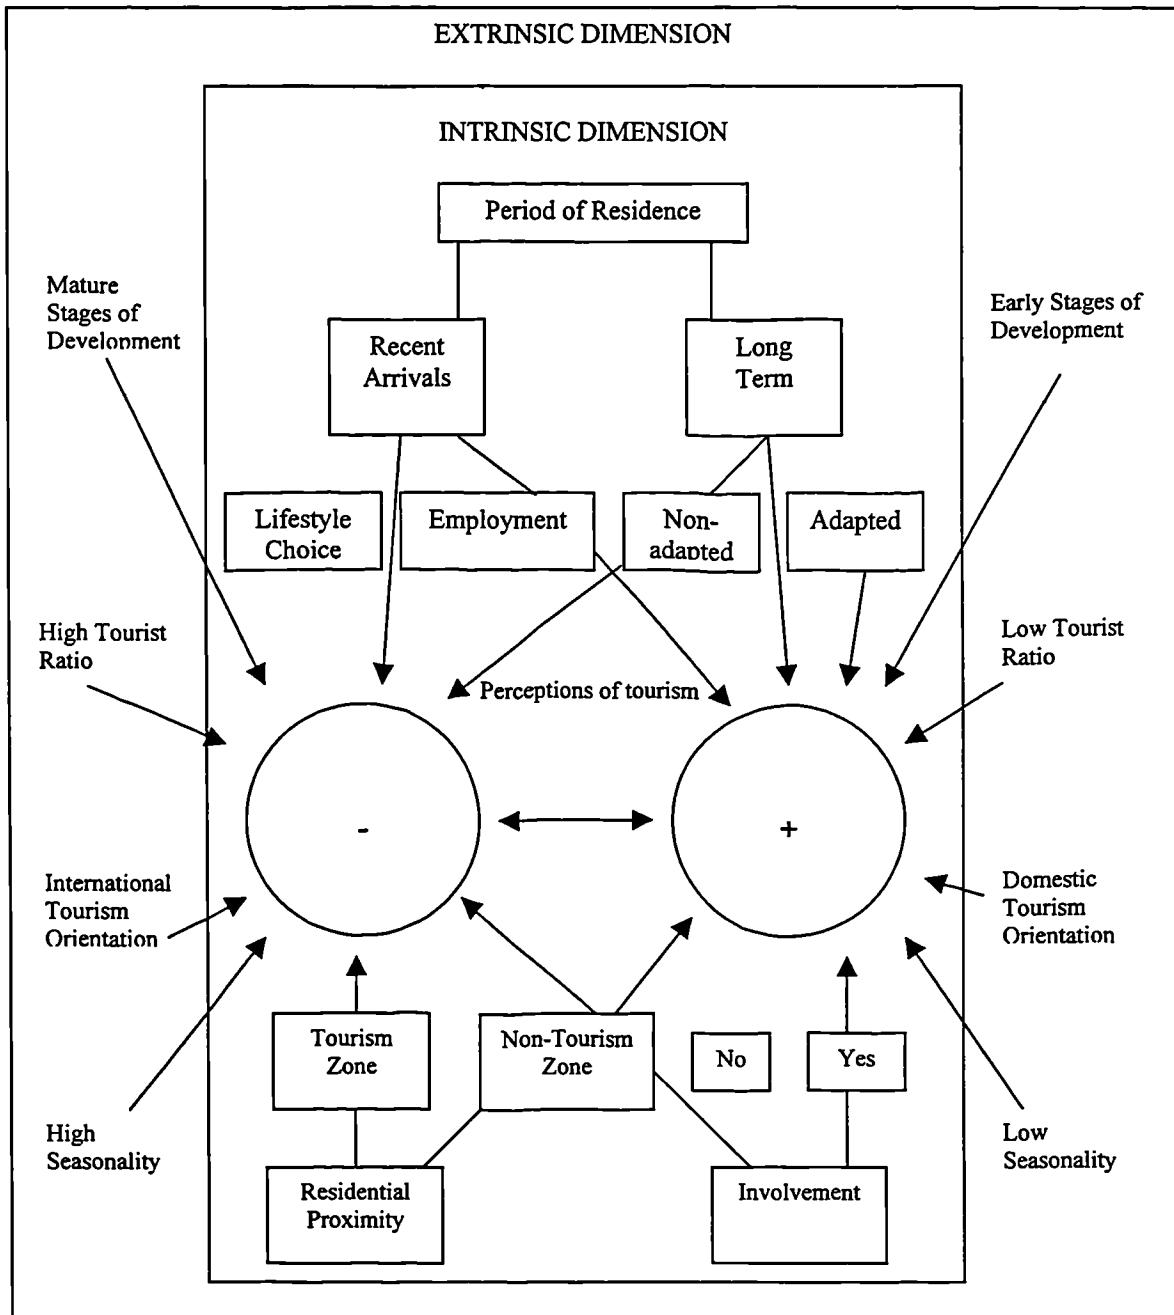 EXTRINSIC DIMENSION
INTRINSIC DIMENSION
Period of Residence
Mature
Stages of
Development
Early Stages of
Development
Recent
Arrivals
Long
Term
Lifestyle
Choice
Employment
Non-
adapted
Adapted
High Tourist
Ratio
Low Tourist
Ratio
Perceptions of tourism
-
+
International
Tourism
Orientation
Domestic
Tourism
Orientation
Tourism
Zone
Non-Tourism
Zone
No
Yes
High
Seasonality
Low
Seasonality
Residential
Proximity
Involvement